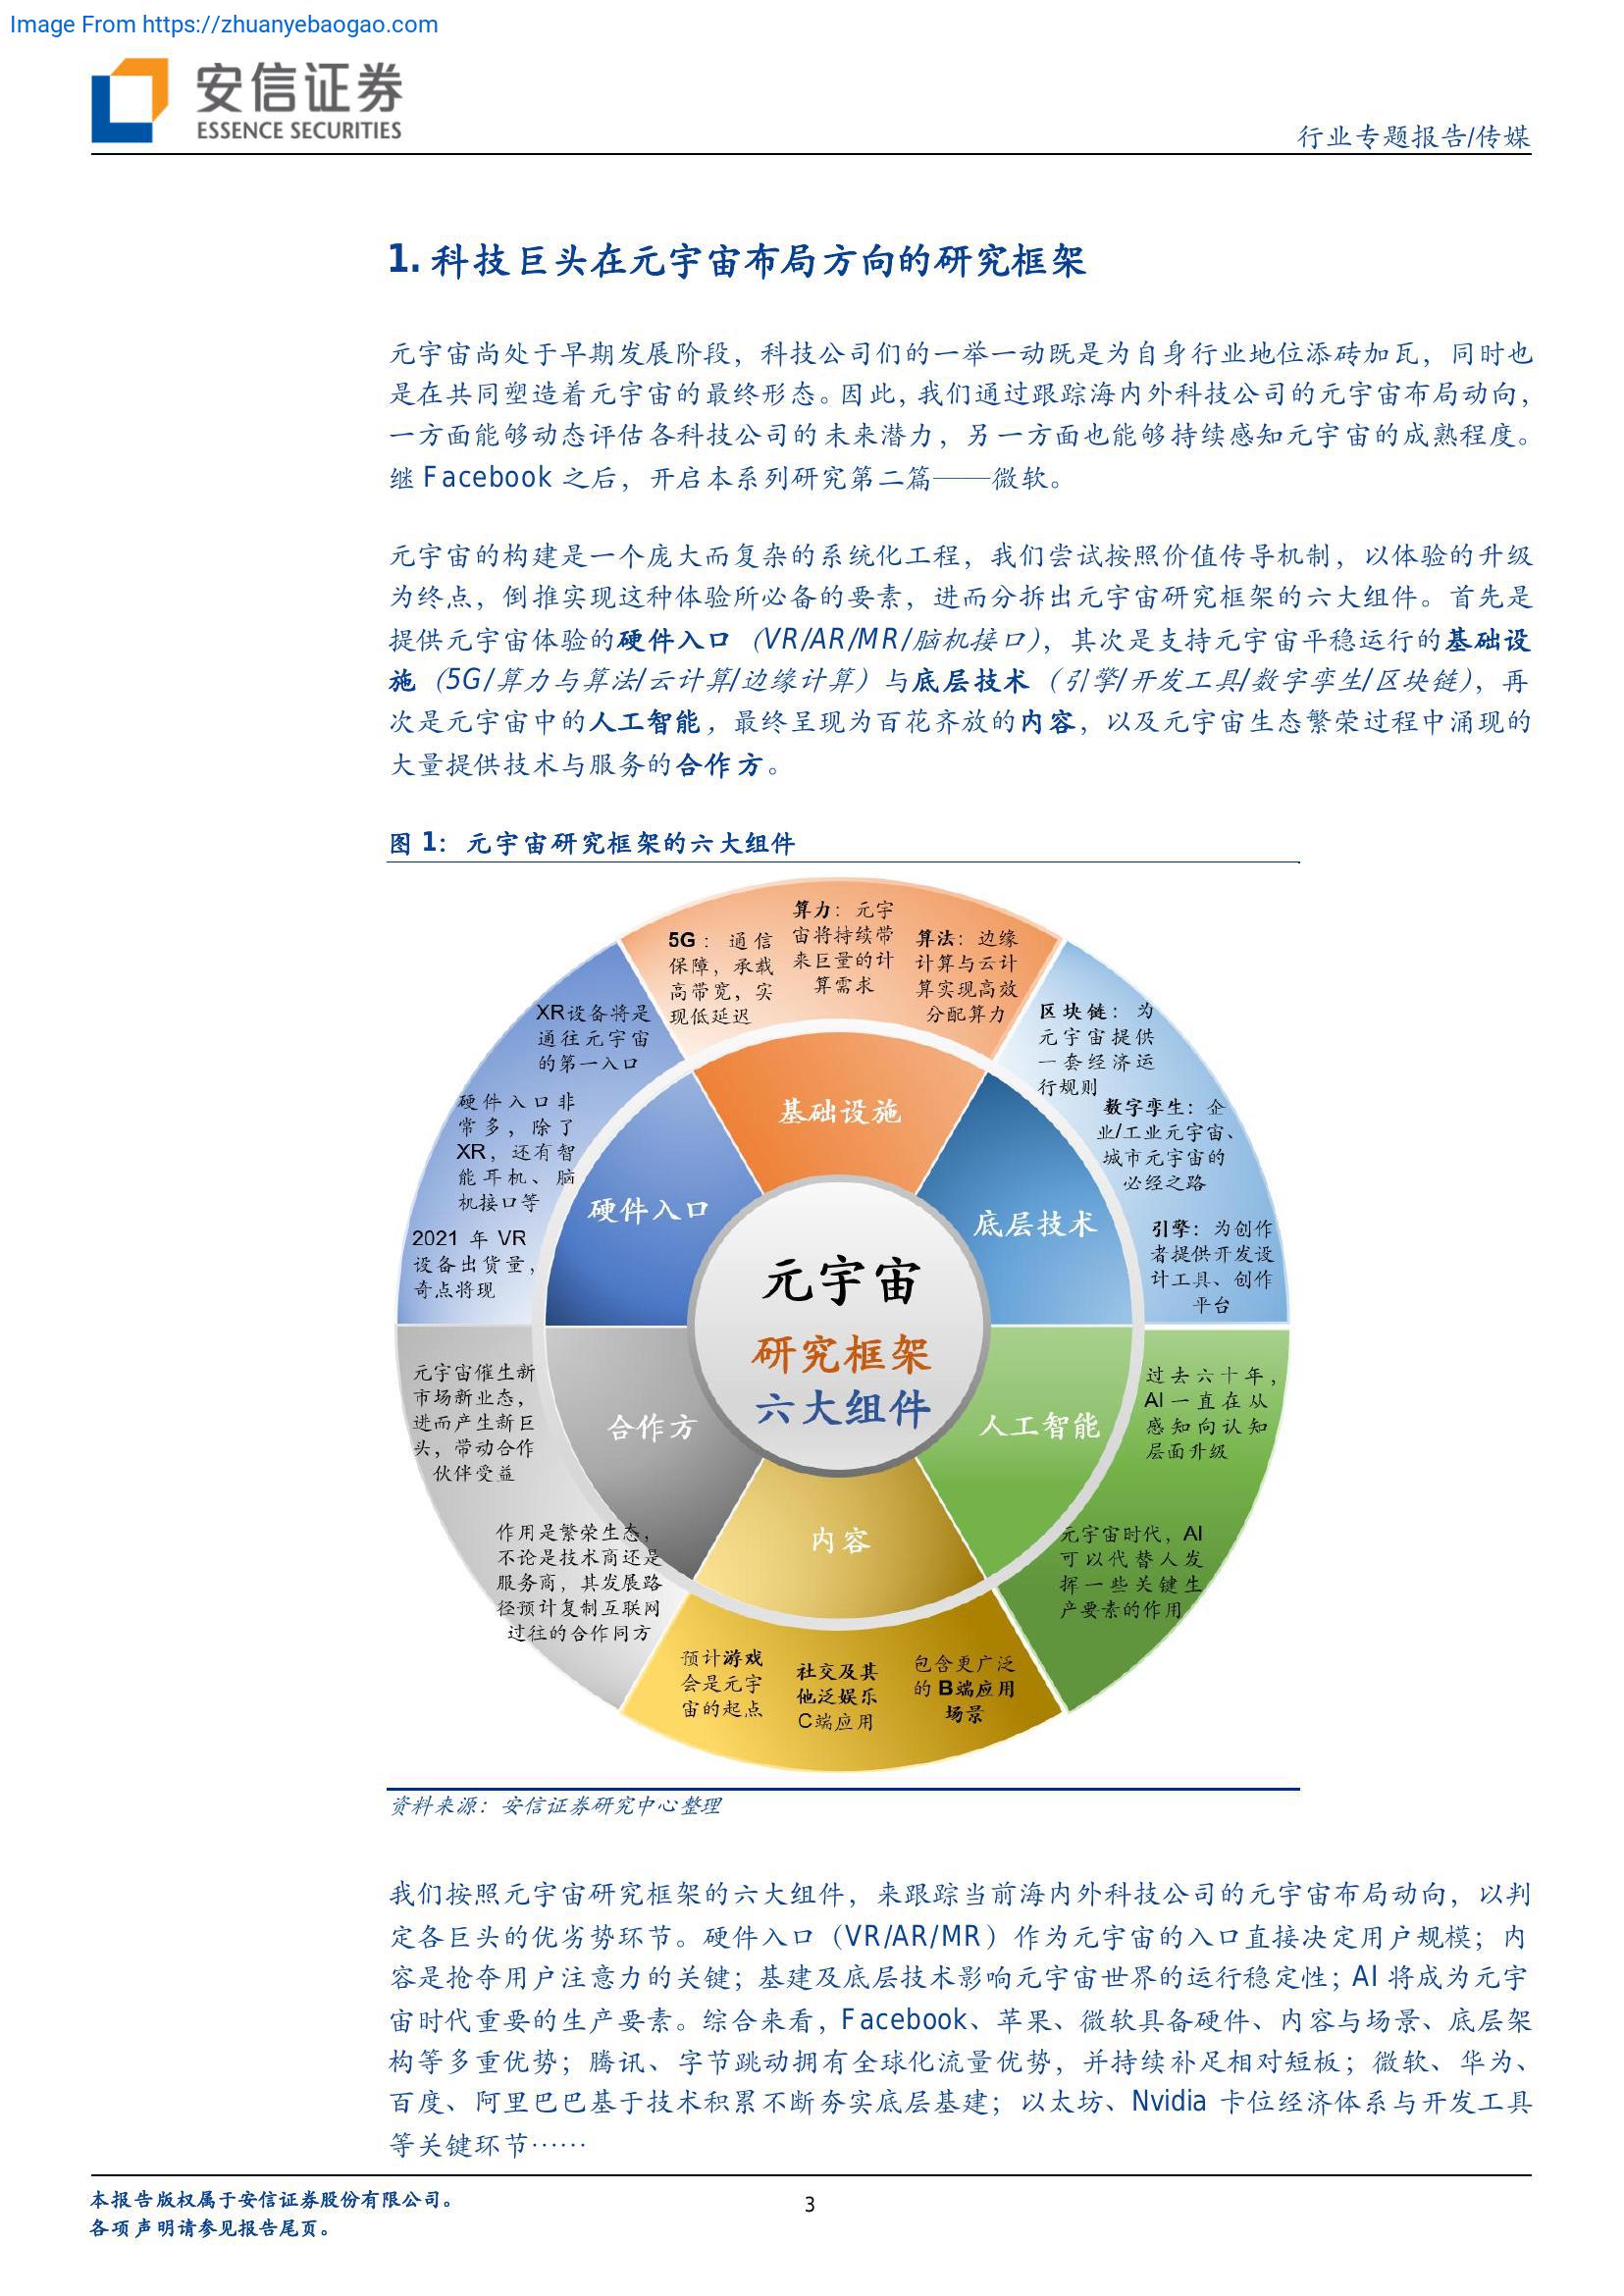 Image From https://zhuanyebaogao.com
安信证券
ESSENCE SECURITIES
行业专题报告/传媒
1. 科技巨头在元宇宙布局方向的研究框架
元宇宙尚处于早期发展阶段，科技公司们的一举一动既是为自身行业地位添砖加瓦，同时也
是在共同塑造着元宇宙的最终形态。因此，我们通过跟踪海内外科技公司的元宇宙布局动向，
一方面能够动态评估各科技公司的未来潜力，另一方面也能够持续感知元宇宙的成熟程度。
继 Facebook 之后，开启本系列研究第二篇——微软。
元宇宙的构建是一个庞大而复杂的系统化工程，我们尝试按照价值传导机制，以体验的升级
为终点，倒推实现这种体验所必备的要素，进而分拆出元宇宙研究框架的六大组件。首先是
提供元宇宙体验的硬件入口（VR/AR/MR/脑机接口），其次是支持元宇宙平稳运行的基础设
施（5G/算力与算法/云计算/边缘计算）与底层技术（引擎/开发工具/数字孪生/区块链），再
次是元宇宙中的人工智能，最终呈现为百花齐放的内容，以及元宇宙生态繁荣过程中涌现的
大量提供技术与服务的合作方。
图 1：元宇宙研究框架的六大组件
5G：通信
保障，承载
高带宽，实
现低延迟
算力：元宇
宙将持续带
来巨量的计
算需求
算法：边缘
计算与云计
算实现高效
分配算力
XR设备将是
通往元宇宙
的第一入口
硬件入口非
常多，除了
XR，还有智
能耳机、脑
机接口等
2021 年 VR
设备出货量，
奇点将现
区块链：为
元宇宙提供
一套经济运
行规则
数字孪生：企
业/工业元宇宙、
城市元宇宙的
必经之路
引擎：为创作
者提供开发设
计工具、创作
平台
基础设施
硬件入口
底层技术
元宇宙
研究框架
六大组件
合作方
人工智能
内容
元宇宙催生新
市场新业态，
进而产生新巨
头，带动合作
伙伴受益
作用是繁荣生态，
不论是技术商还是
服务商，其发展路
径预计复制互联网
过往的合作同方
过去六十年，
AI 一直在从
感知向认知
层面升级
元宇宙时代，AI
可以代替人发
挥一些关键生
产要素的作用
预计游戏
会是元宇
宙的起点
社交及其
他泛娱乐
C端应用
包含更广泛
的 B端应用
场景
资料来源：安信证券研究中心整理
我们按照元宇宙研究框架的六大组件，来跟踪当前海内外科技公司的元宇宙布局动向，以判
定各巨头的优劣势环节。硬件入口（VR/AR/MR）作为元宇宙的入口直接决定用户规模；内
容是抢夺用户注意力的关键；基建及底层技术影响元宇宙世界的运行稳定性；AI 将成为元宇
宙时代重要的生产要素。综合来看，Facebook、苹果、微软具备硬件、内容与场景、底层架
构等多重优势；腾讯、字节跳动拥有全球化流量优势，并持续补足相对短板；微软、华为、
百度、阿里巴巴基于技术积累不断夯实底层基建；以太坊、Nvidia 卡位经济体系与开发工具
等关键环节……
本报告版权属于安信证券股份有限公司。
各项声明请参见报告尾页。
3